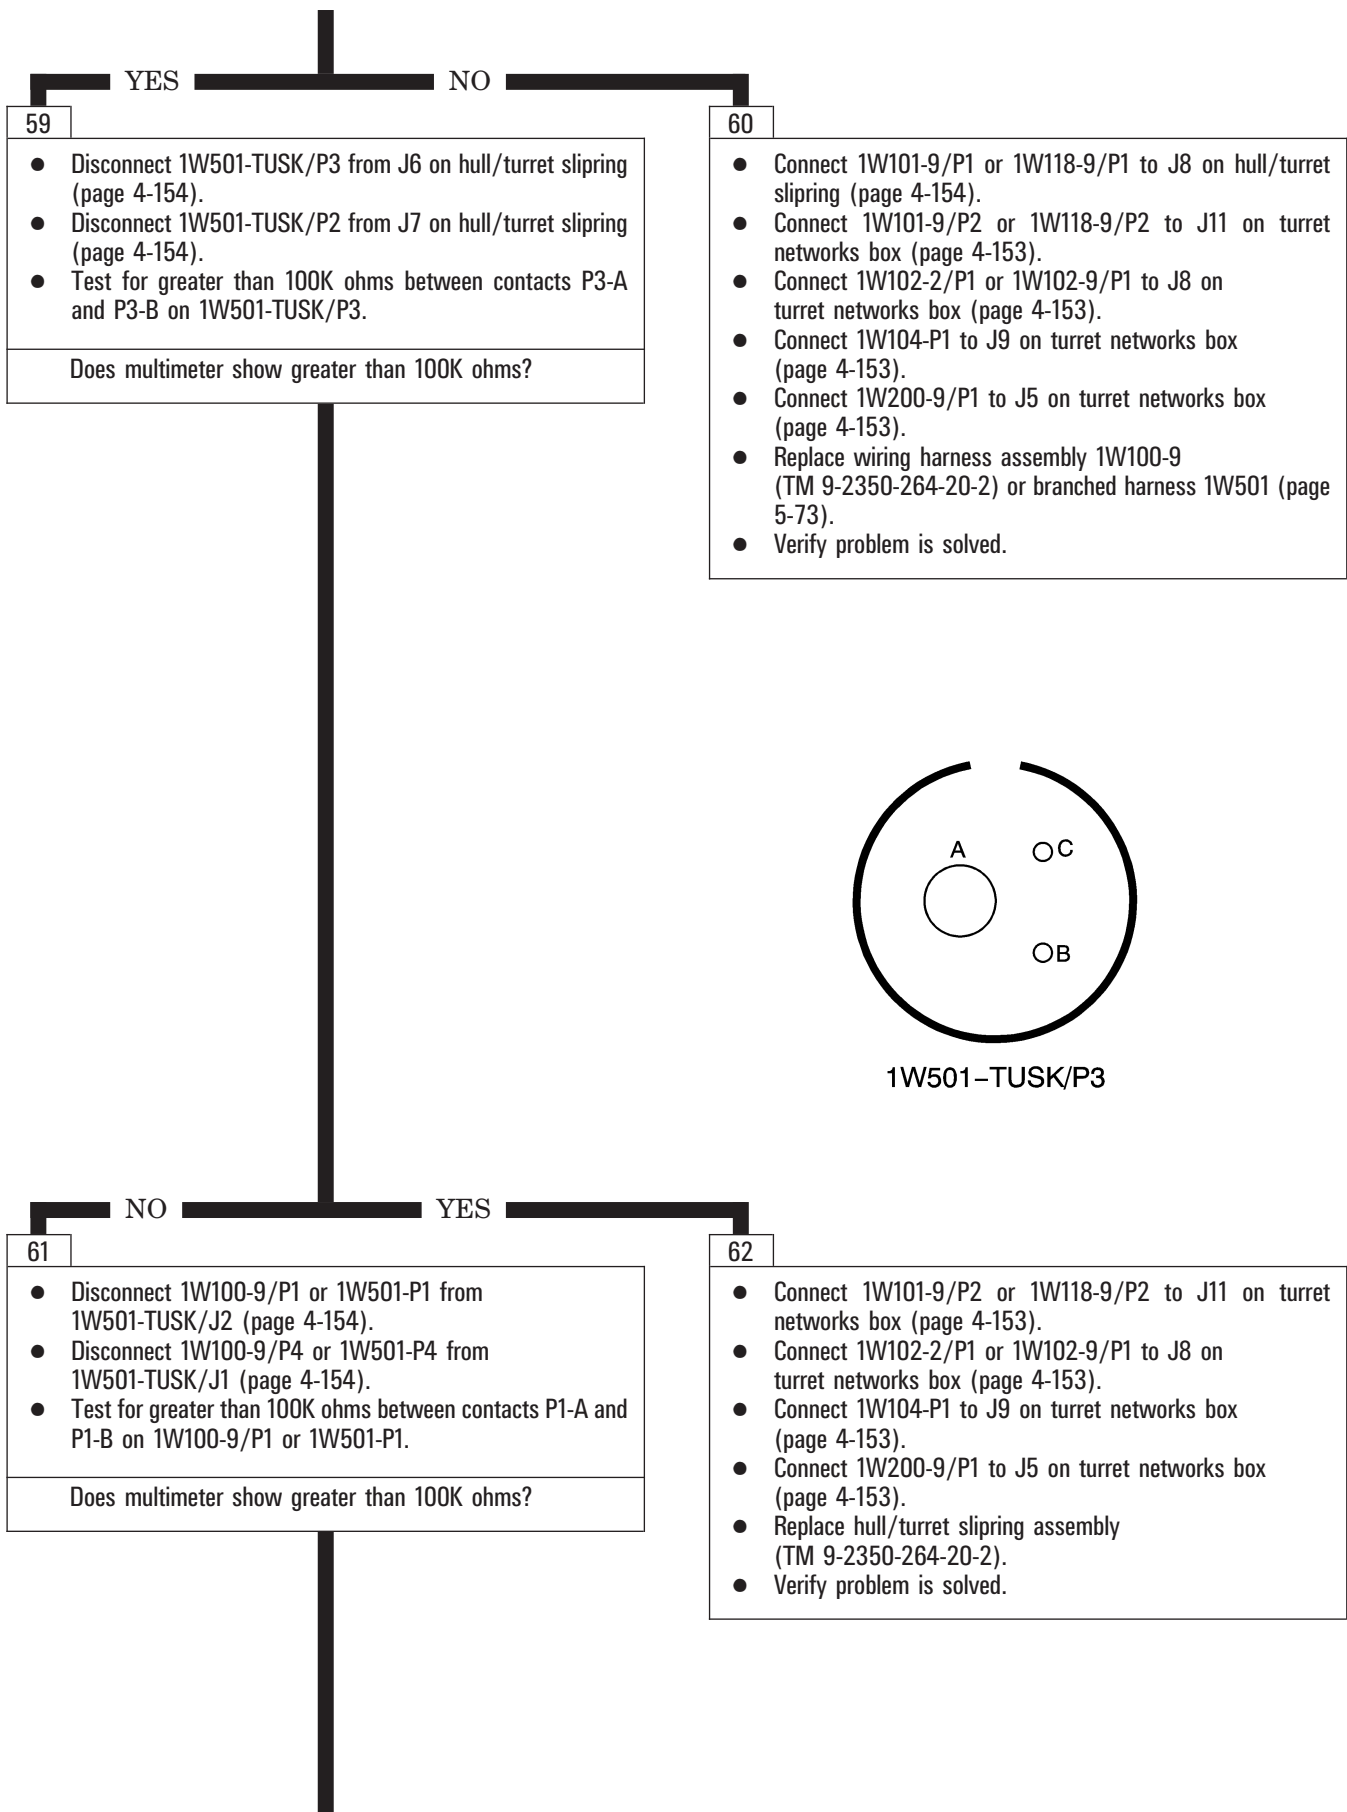 YES
NO
59
● Disconnect 1W501-TUSK/P3 from J6 on hull/turret slipring
(page 4-154).
● Disconnect 1W501-TUSK/P2 from J7 on hull/turret slipring
(page 4-154).
● Test for greater than 100K ohms between contacts P3-A
and P3-B on 1W501-TUSK/P3.
Does multimeter show greater than 100K ohms?
60
● Connect 1W101-9/P1 or 1W118-9/P1 to J8 on hull/turret
slipring (page 4-154).
● Connect 1W101-9/P2 or 1W118-9/P2 to J11 on turret
networks box (page 4-153).
● Connect 1W102-2/P1 or 1W102-9/P1 to J8 on
turret networks box (page 4-153).
● Connect 1W104-P1 to J9 on turret networks box
(page 4-153).
● Connect 1W200-9/P1 to J5 on turret networks box
(page 4-153).
● Replace wiring harness assembly 1W100-9
(TM 9-2350-264-20-2) or branched harness 1W501 (page
5-73).
● Verify problem is solved.
A
C
B
1W501-TUSK/P3
NO
YES
61
● Disconnect 1W100-9/P1 or 1W501-P1 from
1W501-TUSK/J2 (page 4-154).
● Disconnect 1W100-9/P4 or 1W501-P4 from
1W501-TUSK/J1 (page 4-154).
● Test for greater than 100K ohms between contacts P1-A and
P1-B on 1W100-9/P1 or 1W501-P1.
Does multimeter show greater than 100K ohms?
62
● Connect 1W101-9/P2 or 1W118-9/P2 to J11 on turret
networks box (page 4-153).
● Connect 1W102-2/P1 or 1W102-9/P1 to J8 on
turret networks box (page 4-153).
● Connect 1W104-P1 to J9 on turret networks box
(page 4-153).
● Connect 1W200-9/P1 to J5 on turret networks box
(page 4-153).
● Replace hull/turret slipring assembly
(TM 9-2350-264-20-2).
● Verify problem is solved.